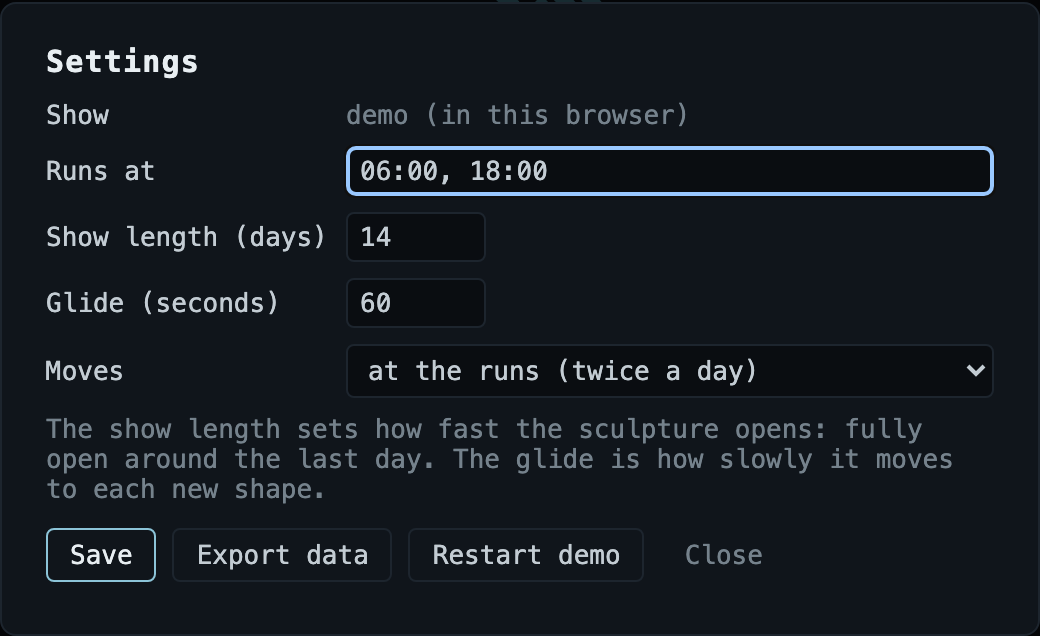 Settings
Show demo (in this browser)
Runs at 06:00, 18:00
Show length (days) 14
Glide (seconds) 60
Moves at the runs (twice a day)
The show length sets how fast the sculpture opens: fully
open around the last day. The glide is how slowly it moves
to each new shape.
Save Export data Restart demo Close